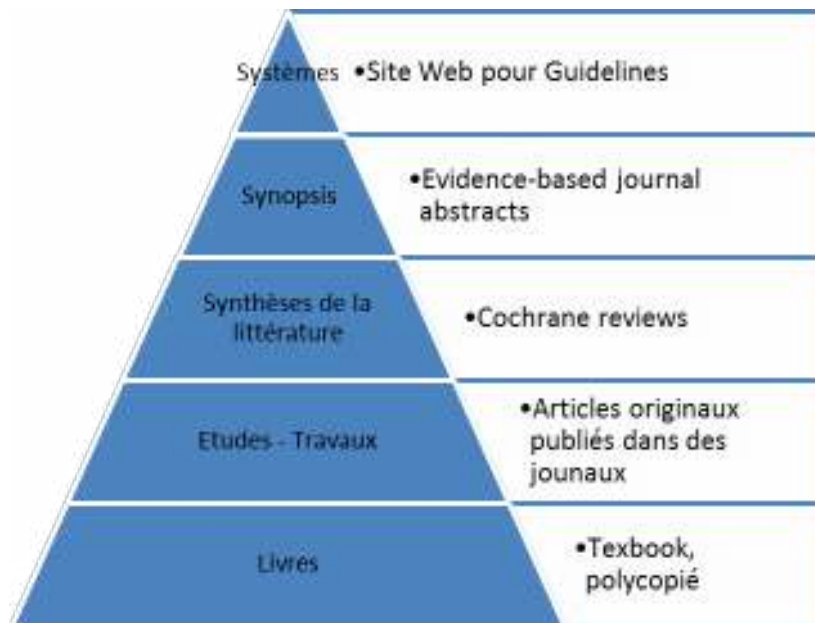 Systèmes •Site Web pour Guidelines
Synopsis
•Evidence-based journal
abstracts
Synthèses de la
littérature
•Cochrane reviews
Etudes - Travaux
•Articles originaux
publiés dans des
jounaux
Livres
•Texbook,
polycopié